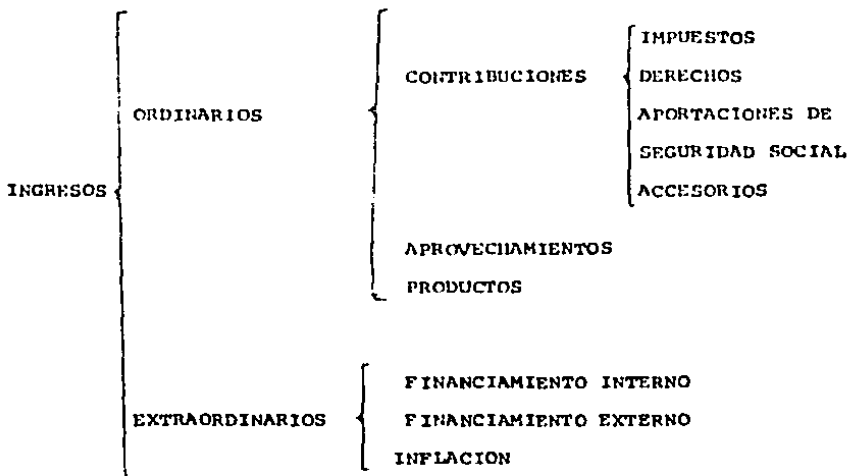 IMPUESTOS
CONTRIBUCIONES DERECHOS
ORDINARIOS APORTACIONES DE
SEGURIDAD SOCIAL
INGRESOS ACCESORIOS
APROVECHAMIENTOS
PRODUCTOS
FINANCIAMIENTO INTERNO
EXTRAORDINARIOS FINANCIAMIENTO EXTERNO
INFLACION